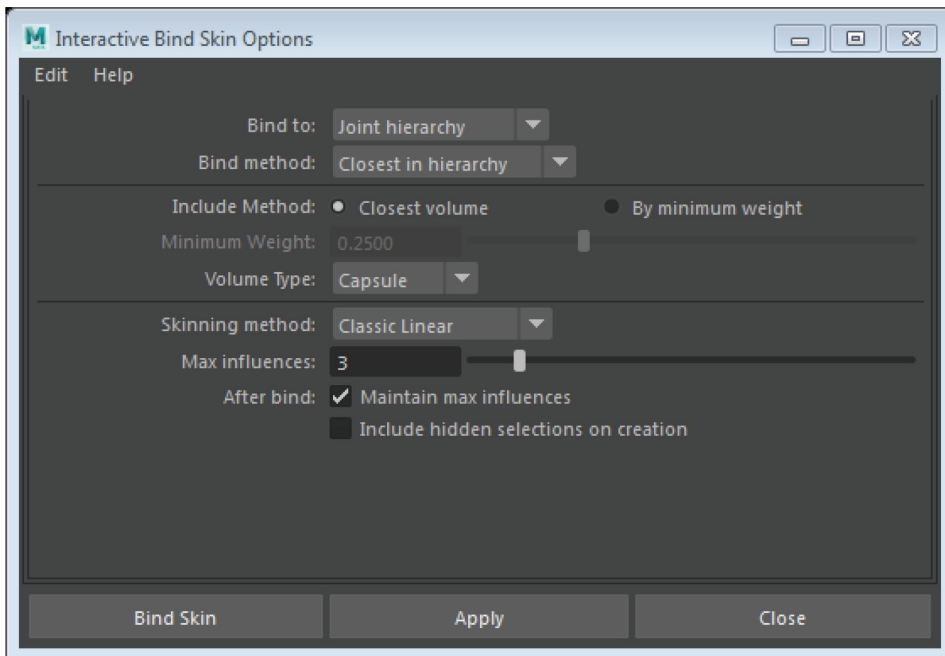 Interactive Bind Skin Options
Edit Help
Bind to: Joint hierarchy
Bind method: Closest in hierarchy
Include Method: Closest volume By minimum weight
Minimum Weight: 0.2500
Volume Type: Capsule
Skinning method: Classic Linear
Max influences: 3
After bind: Maintain max influences
Include hidden selections on creation
Bind Skin Apply Close